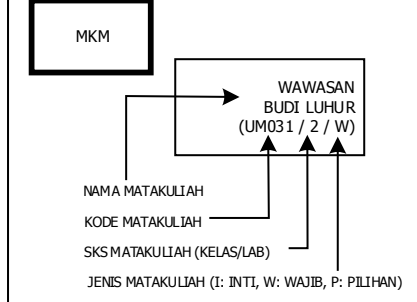 MKM
WAWASAN
BUDI LUHUR
(UM031 / 2 / W)
NAMA MATAKULIAH
KODE MATAKULIAH
SKS MATAKULIAH (KELAS/LAB)
JENIS MATAKULIAH (I: INTI, W: WAJIB, P: PILIHAN)